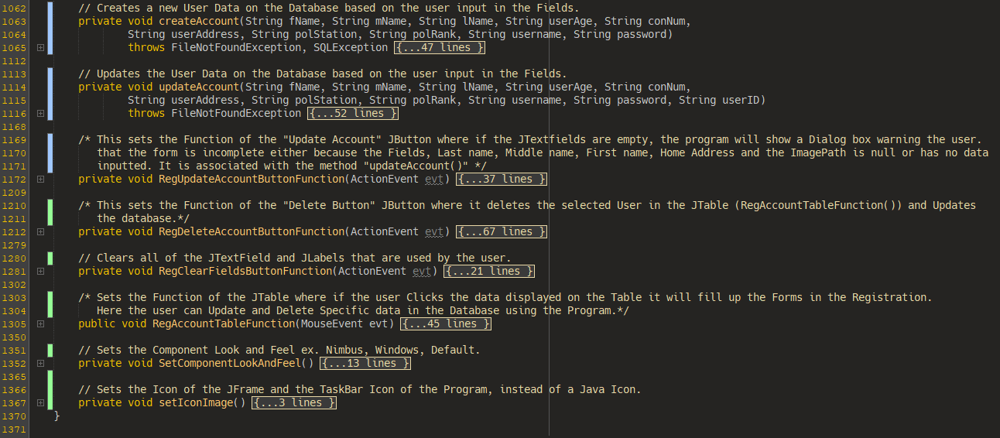 1062 // Creates a new User Data on the Database based on the user input in the Fields.
1063 private void createAccount(String fName, String mName, String lName, String userAge, String conNum,
1064 String userAddress, String polStation, String polRank, String username, String password)
1065 throws FileNotFoundException, SQLException {...47 lines }
1112
1113 // Updates the User Data on the Database based on the user input in the Fields.
1114 private void updateAccount(String fName, String mName, String lName, String userAge, String conNum,
1115 String userAddress, String polStation, String polRank, String username, String password, String userID)
1116 throws FileNotFoundException {...52 lines }
1168
1169 /* This sets the Function of the "Update Account" JButton where if the JTextfields are empty, the program will show a Dialog box warning the user.
1170 that the form is incomplete either because the Fields, Last name, Middle name, First name, Home Address and the ImagePath is null or has no data
1171 inputted. It is associated with the method "updateAccount()" */
1172 private void RegUpdateAccountButtonFunction(ActionEvent evt) {...37 lines }
1209
1210 /* This sets the Function of the "Delete Button" JButton where it deletes the selected User in the JTable (RegAccountTableFunction()) and Updates
1211 the database.*/
1212 private void RegDeleteAccountButtonFunction(ActionEvent evt) {...67 lines }
1279
1280 // Clears all of the JTextField and JLabels that are used by the user.
1281 private void RegClearFieldsButtonFunction(ActionEvent evt) {...21 lines }
1302
1303 /* Sets the Function of the JTable where if the user Clicks the data displayed on the Table it will fill up the Forms in the Registration.
1304 Here the user can Update and Delete Specific data in the Database using the Program.*/
1305 public void RegAccountTableFunction(MouseEvent evt) {...45 lines }
1350
1351 // Sets the Component Look and Feel ex. Nimbus, Windows, Default.
1352 private void SetComponentLookAndFeel() {...13 lines }
1365
1366 // Sets the Icon of the JFrame and the TaskBar Icon of the Program, instead of a Java Icon.
1367 private void setIconImage() {...3 lines }
1370 }
1371